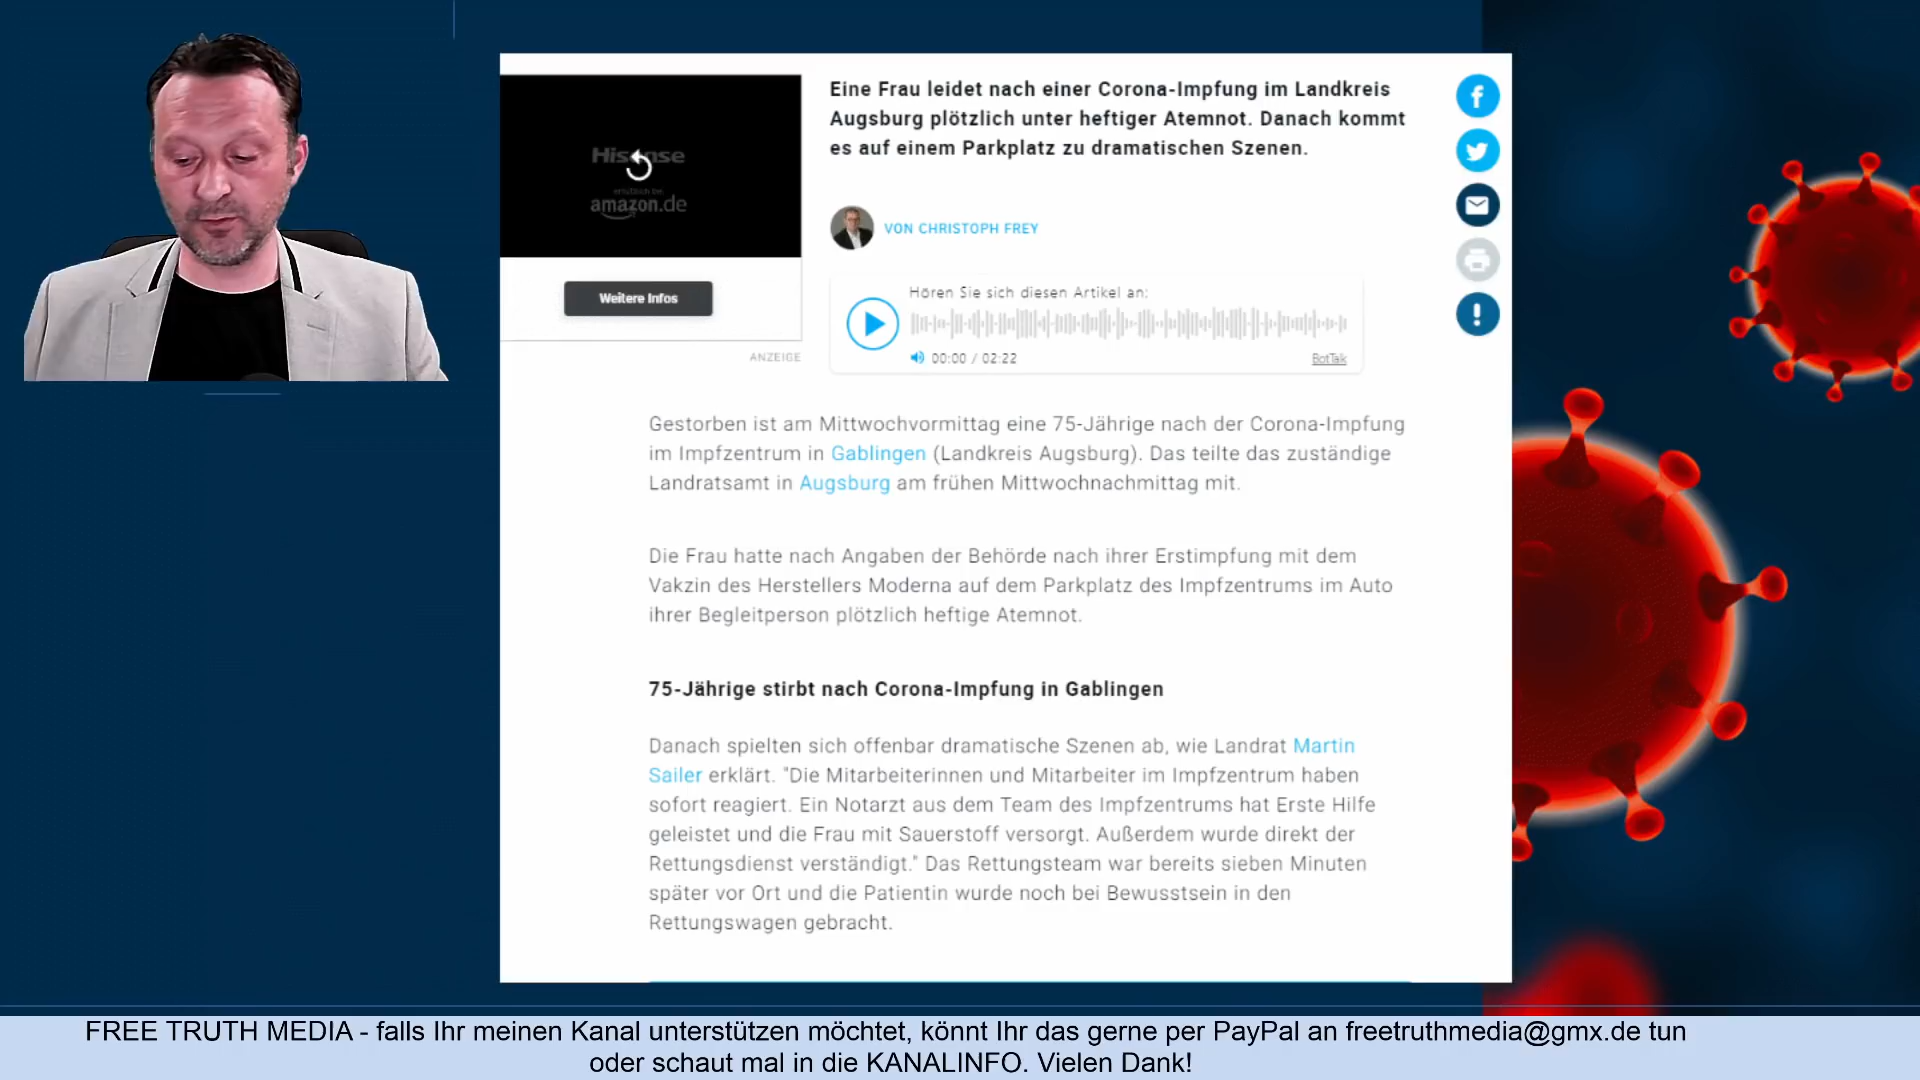 Hisense
erhältlich bei
amazon.de
Weitere Infos
ANZEIGE
Eine Frau leidet nach einer Corona-Impfung im Landkreis
Augsburg plötzlich unter heftiger Atemnot. Danach kommt
es auf einem Parkplatz zu dramatischen Szenen.
VON CHRISTOPH FREY
Hören Sie sich diesen Artikel an:
00:00 / 02:22
BotTalk
Gestorben ist am Mittwochvormittag eine 75-Jährige nach der Corona-Impfung
im Impfzentrum in Gablingen (Landkreis Augsburg). Das teilte das zuständige
Landratsamt in Augsburg am frühen Mittwochnachmittag mit.
Die Frau hatte nach Angaben der Behörde nach ihrer Erstimpfung mit dem
Vakzin des Herstellers Moderna auf dem Parkplatz des Impfzentrums im Auto
ihrer Begleitperson plötzlich heftige Atemnot.
75-Jährige stirbt nach Corona-Impfung in Gablingen
Danach spielten sich offenbar dramatische Szenen ab, wie Landrat Martin
Sailer erklärt. "Die Mitarbeiterinnen und Mitarbeiter im Impfzentrum haben
sofort reagiert. Ein Notarzt aus dem Team des Impfzentrums hat Erste Hilfe
geleistet und die Frau mit Sauerstoff versorgt. Außerdem wurde direkt der
Rettungsdienst verständigt." Das Rettungsteam war bereits sieben Minuten
später vor Ort und die Patientin wurde noch bei Bewusstsein in den
Rettungswagen gebracht.
FREE TRUTH MEDIA - falls Ihr meinen Kanal unterstützen möchtet, könnt Ihr das gerne per PayPal an freetruthmedia@gmx.de tun
oder schaut mal in die KANALINFO. Vielen Dank!